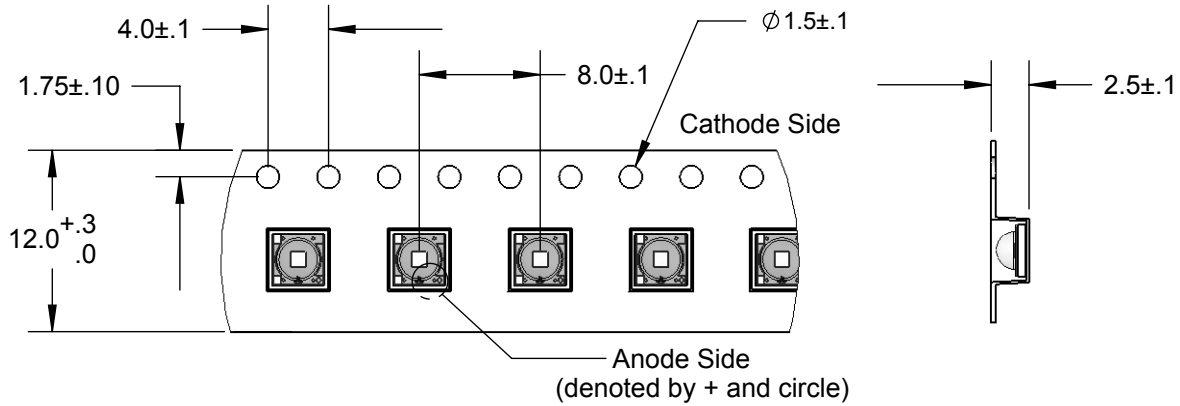 4.0±.1
∅1.5±.1
1.75±.10
8.0±.1
2.5±.1
Cathode Side
12.0+.3
.0
Anode Side
(denoted by + and circle)